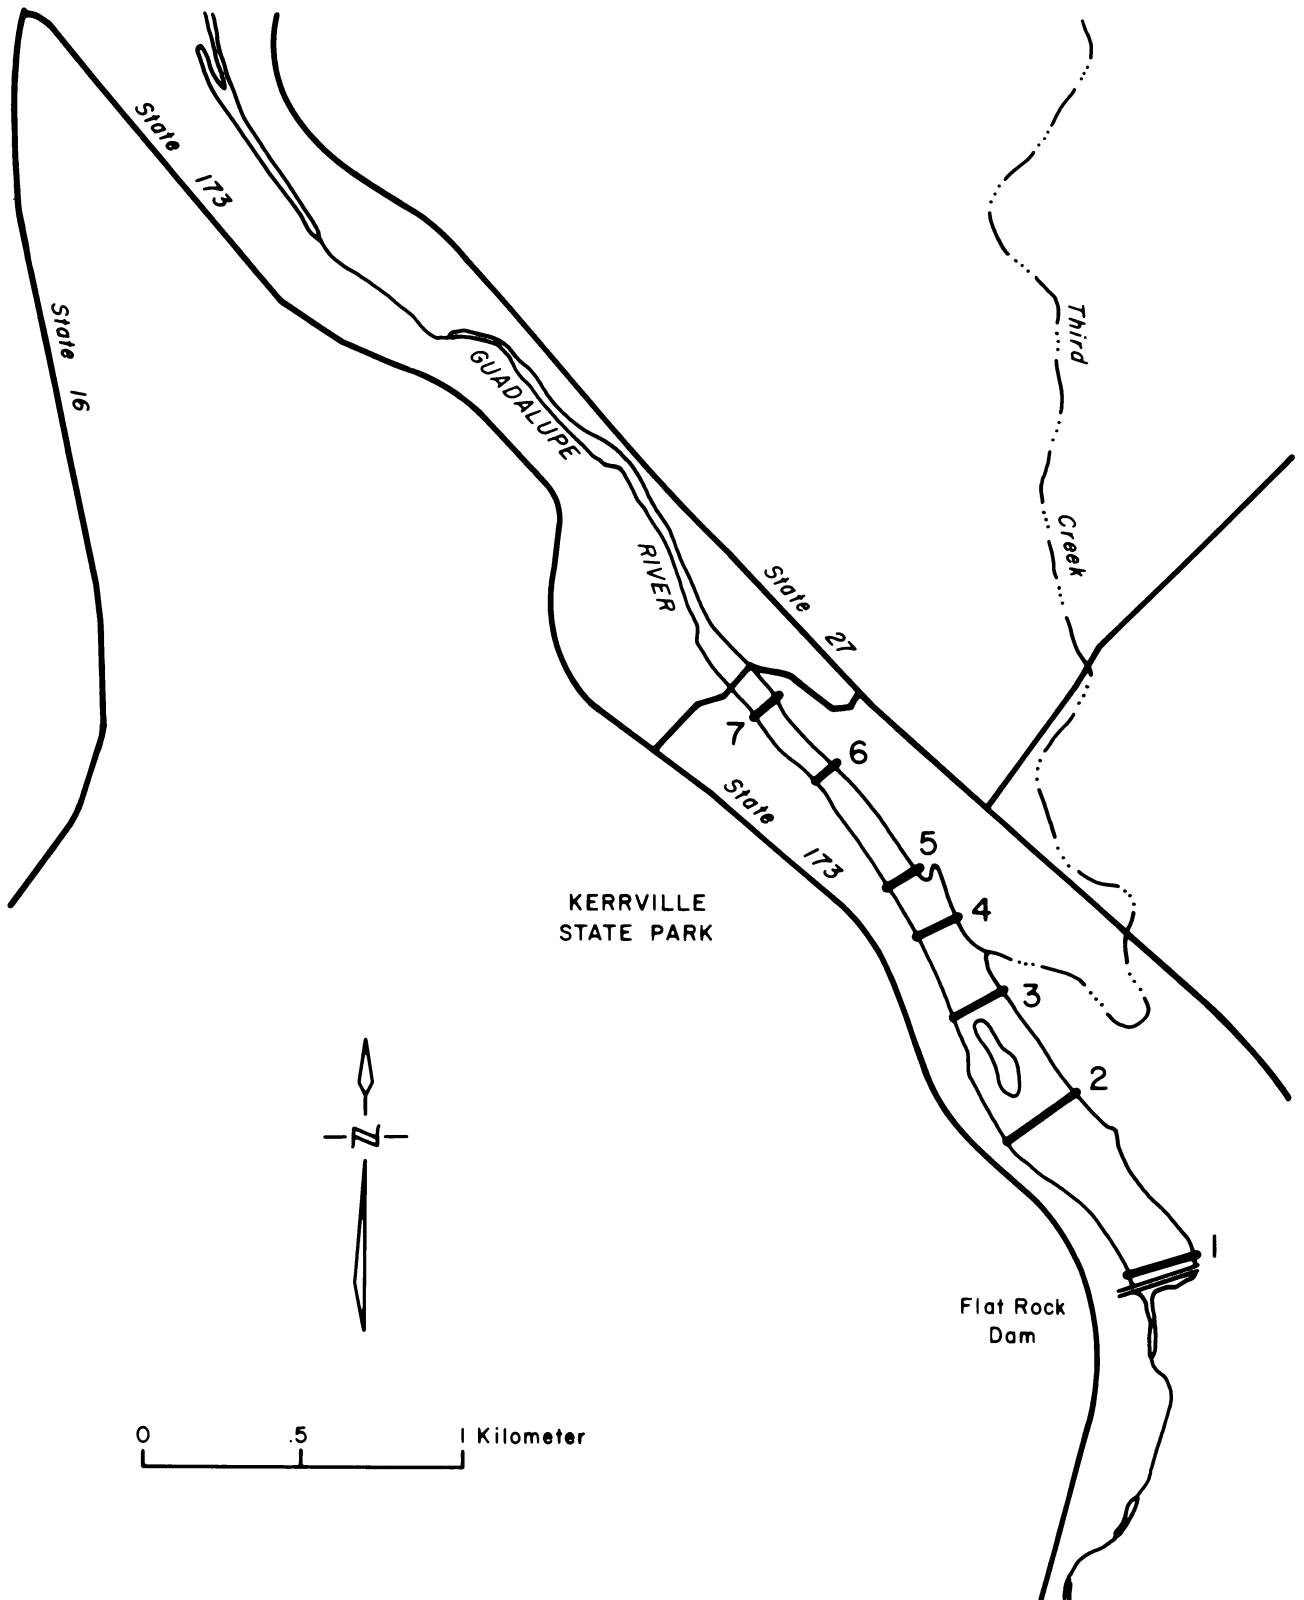 State 173
State 16
Third
Creek
GUADALUPE
RIVER
State 27
7
6
State 173
5
KERRVILLE
STATE PARK
4
3
2
N
1
Flat Rock
Dam
0 .5 1 Kilometer